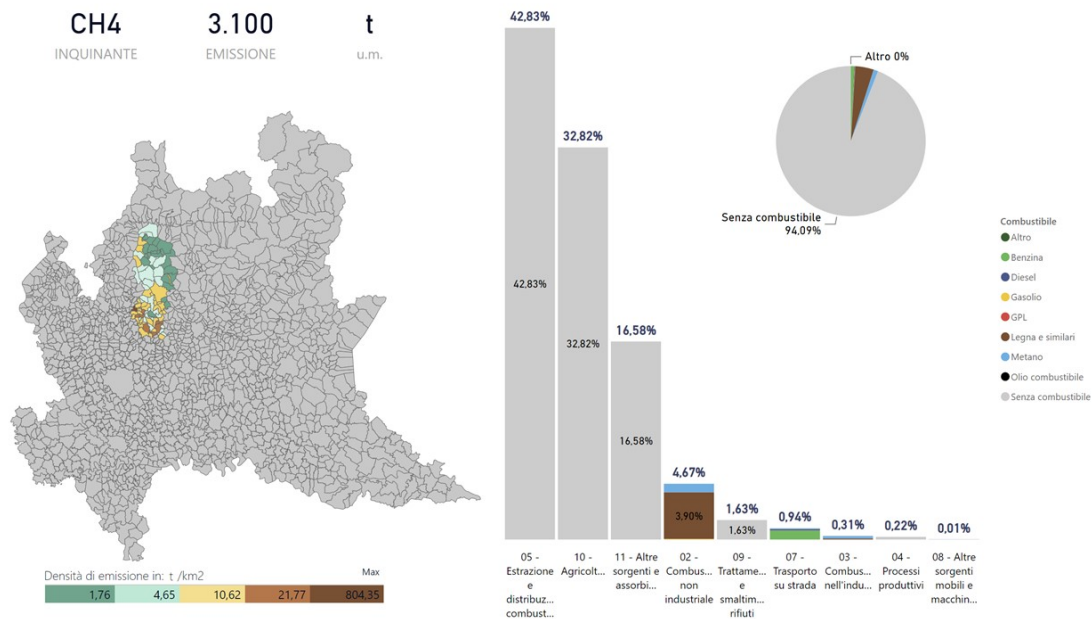 CH4 3.100 t
INQUINANTE EMISSIONE u.m.
Densità di emissione in: t /km2 Max
1,76 4,65 10,62 21,77 804,35
42,83%
32,82%
16,58%
4,67%
1,63%
0,94%
0,31%
0,22%
0,01%
42,83%
32,82%
16,58%
3,90%
1,63%
05 -
Estrazione
e
distribuz...
combust...
10 -
Agricolt...
11 - Altre
sorgenti e
assorbi...
02 -
Combus...
non
industriale
09 -
Trattame...
e
smaltim...
rifiuti
07 -
Trasporto
su strada
03 -
Combus...
nell'indu...
04 -
Processi
produttivi
08 - Altre
sorgenti
mobili e
macchin...
Altro 0%
Senza combustibile
94,09%
Combustibile
Altro
Benzina
Diesel
Gasolio
GPL
Legna e similari
Metano
Olio combustibile
Senza combustibile